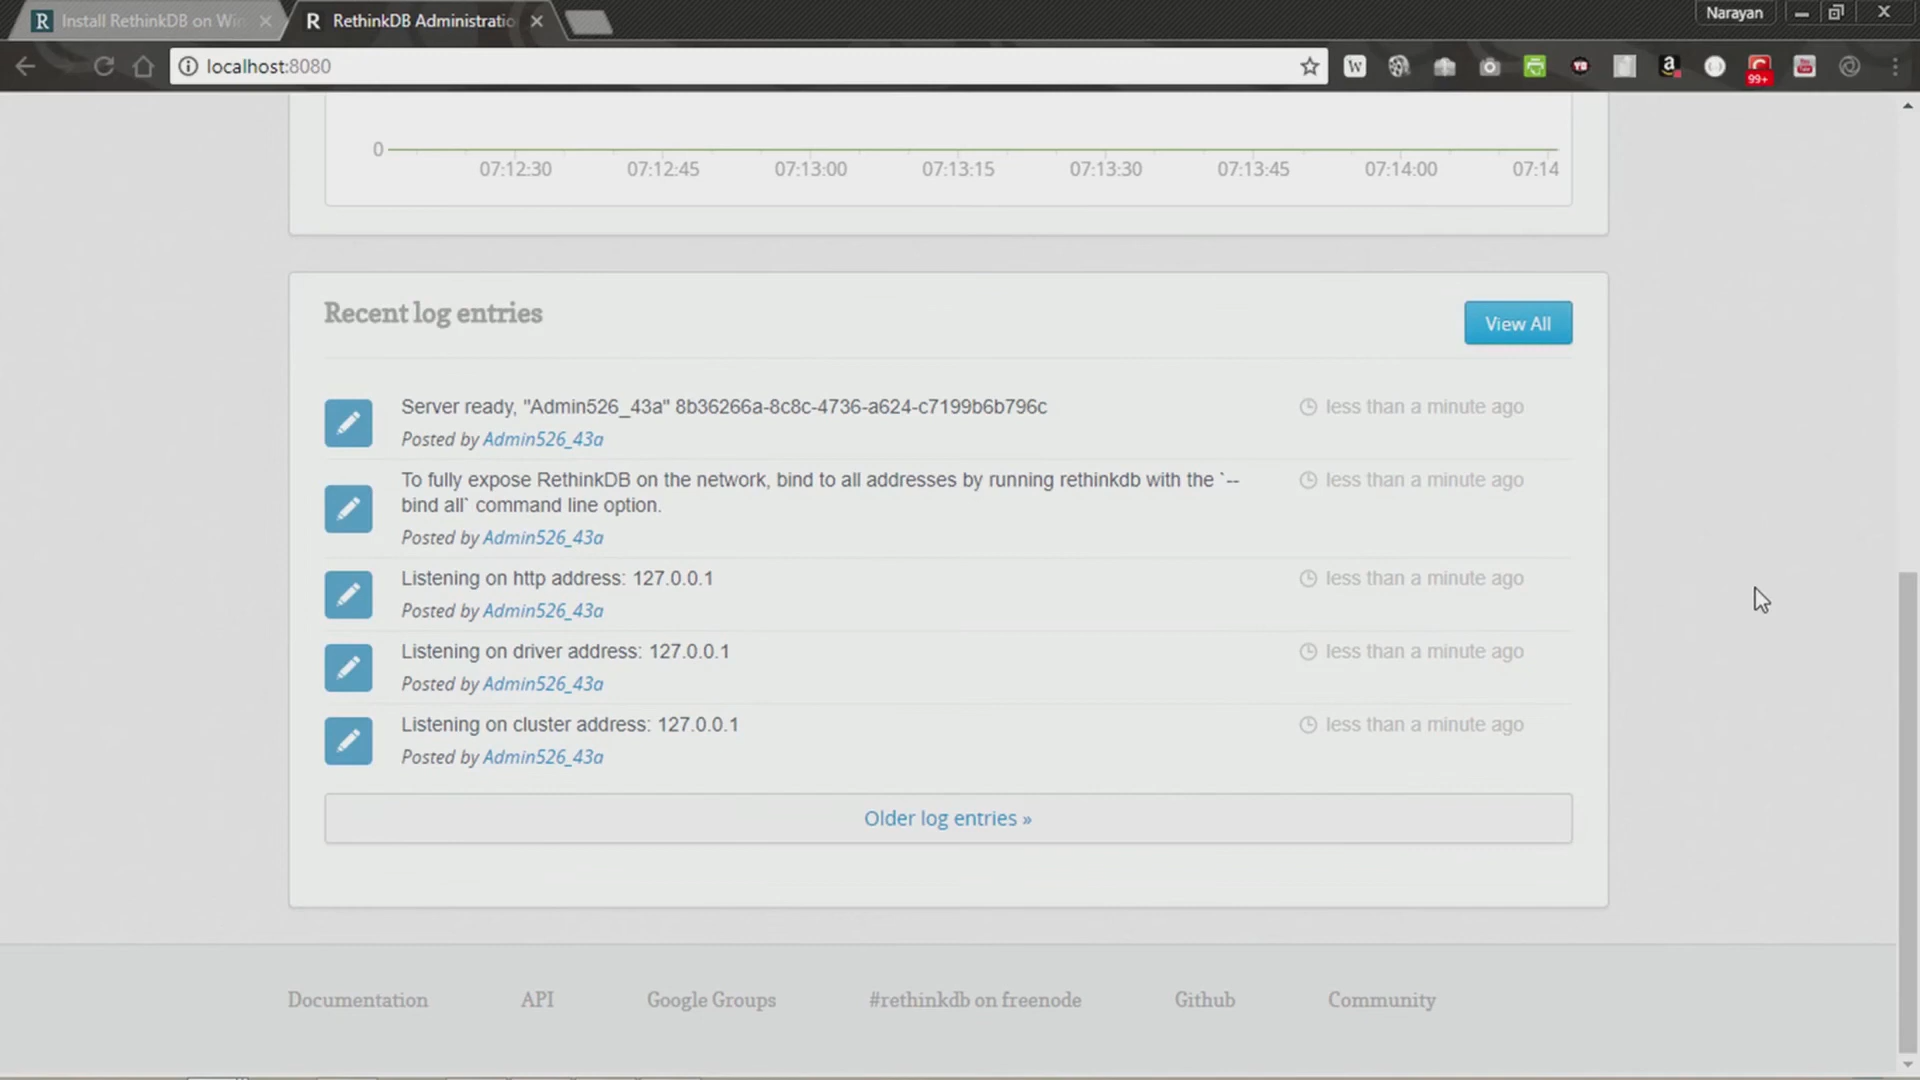 Install RethinkDB on Win
RethinkDB Administratio
Narayan
localhost:8080
99+
0
07:12:30 07:12:45 07:13:00 07:13:15 07:13:30 07:13:45 07:14:00 07:14
Recent log entries
View All
Server ready, "Admin526_43a" 8b36266a-8c8c-4736-a624-c7199b6b796c
less than a minute ago
Posted by Admin526_43a
To fully expose RethinkDB on the network, bind to all addresses by running rethinkdb with the `--
less than a minute ago
bind all` command line option.
Posted by Admin526_43a
Listening on http address: 127.0.0.1
less than a minute ago
Posted by Admin526_43a
Listening on driver address: 127.0.0.1
less than a minute ago
Posted by Admin526_43a
Listening on cluster address: 127.0.0.1
less than a minute ago
Posted by Admin526_43a
Older log entries »
Documentation API Google Groups #rethinkdb on freenode Github Community